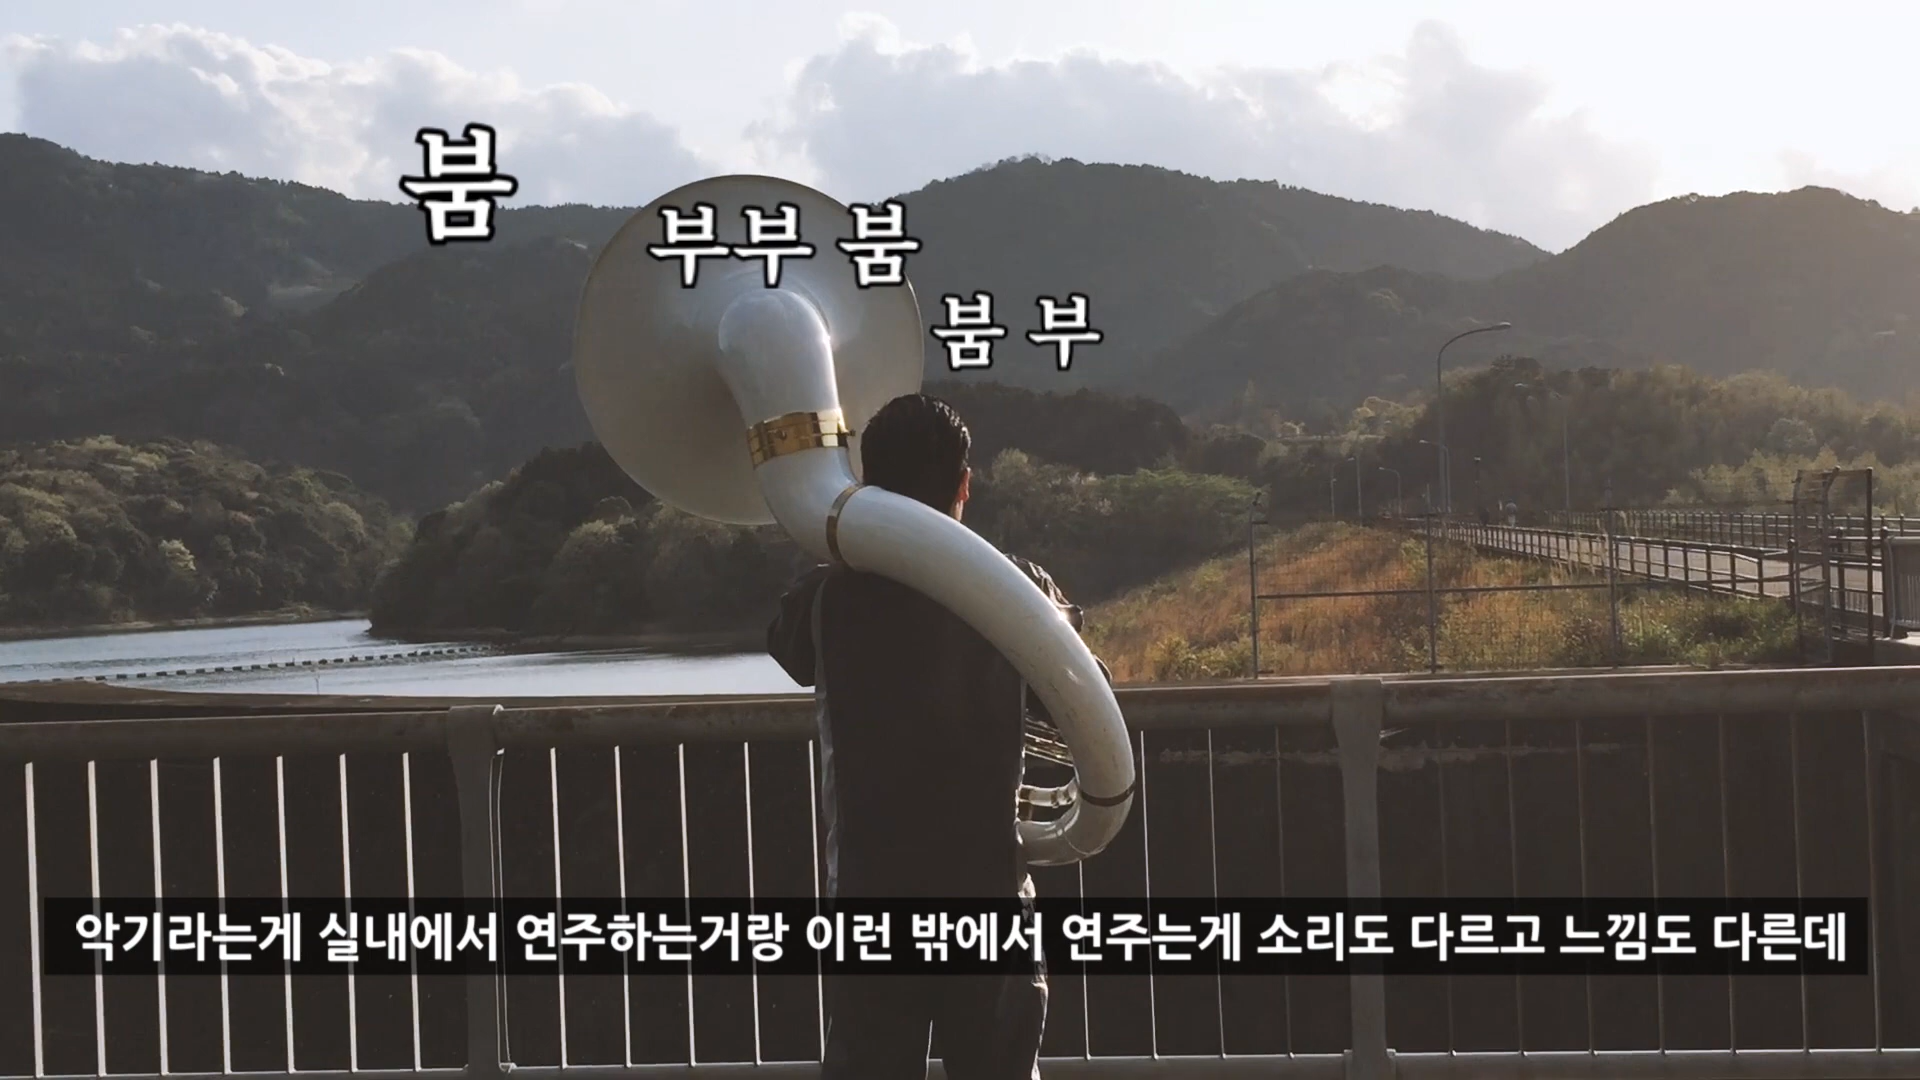 붐
부부 붐
붐 부
악기라는게 실내에서 연주하는거랑 이런 밖에서 연주는게 소리도 다르고 느낌도 다른데